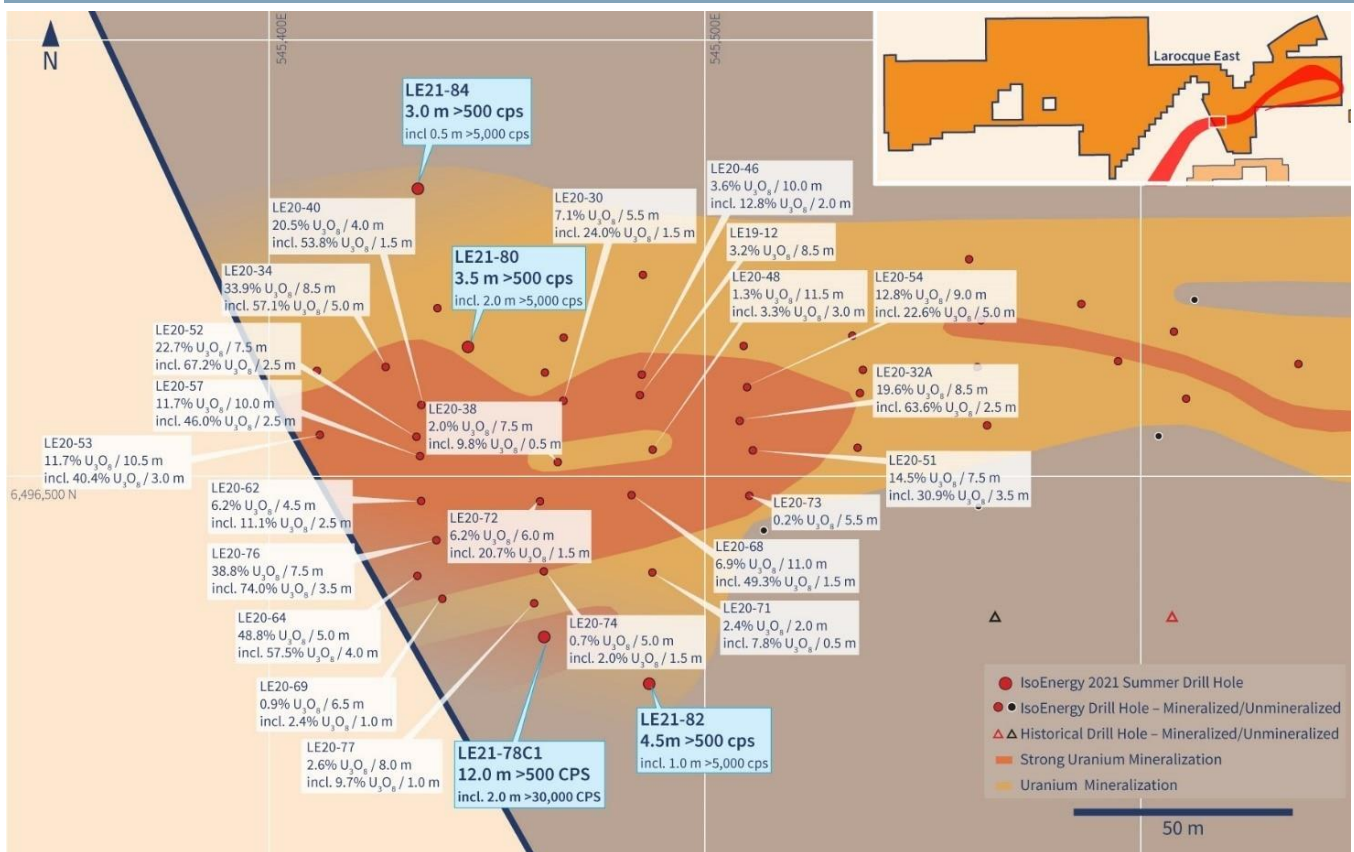 545,400E
545,500E
N
Larocque East
LE21-84
3.0 m >500 cps
incl 0.5 m >5,000 cps
LE20-46
3.6% U3O8 / 10.0 m
incl. 12.8% U3O8 / 2.0 m
LE20-30
7.1% U3O8 / 5.5 m
incl. 24.0% U3O8 / 1.5 m
LE20-40
20.5% U3O8 / 4.0 m
incl. 53.8% U3O8 / 1.5 m
LE19-12
3.2% U3O8 / 8.5 m
LE21-80
3.5 m >500 cps
incl. 2.0 m >5,000 cps
LE20-34
33.9% U3O8 / 8.5 m
incl. 57.1% U3O8 / 5.0 m
LE20-48
1.3% U3O8 / 11.5 m
incl. 3.3% U3O8 / 3.0 m
LE20-54
12.8% U3O8 / 9.0 m
incl. 22.6% U3O8 / 5.0 m
LE20-52
22.7% U3O8 / 7.5 m
incl. 67.2% U3O8 / 2.5 m
LE20-32A
19.6% U3O8 / 8.5 m
incl. 63.6% U3O8 / 2.5 m
LE20-57
11.7% U3O8 / 10.0 m
incl. 46.0% U3O8 / 2.5 m
LE20-38
2.0% U3O8 / 7.5 m
incl. 9.8% U3O8 / 0.5 m
LE20-53
11.7% U3O8 / 10.5 m
incl. 40.4% U3O8 / 3.0 m
LE20-51
14.5% U3O8 / 7.5 m
incl. 30.9% U3O8 / 3.5 m
6,496,500 N
LE20-62
6.2% U3O8 / 4.5 m
incl. 11.1% U3O8 / 2.5 m
LE20-73
0.2% U3O8 / 5.5 m
LE20-72
6.2% U3O8 / 6.0 m
incl. 20.7% U3O8 / 1.5 m
LE20-76
38.8% U3O8 / 7.5 m
incl. 74.0% U3O8 / 3.5 m
LE20-68
6.9% U3O8 / 11.0 m
incl. 49.3% U3O8 / 1.5 m
LE20-64
48.8% U3O8 / 5.0 m
incl. 57.5% U3O8 / 4.0 m
LE20-71
2.4% U3O8 / 2.0 m
incl. 7.8% U3O8 / 0.5 m
LE20-74
0.7% U3O8 / 5.0 m
incl. 2.0% U3O8 / 1.5 m
LE20-69
0.9% U3O8 / 6.5 m
incl. 2.4% U3O8 / 1.0 m
LE21-82
4.5m >500 cps
incl. 1.0 m >5,000 cps
LE20-77
2.6% U3O8 / 8.0 m
incl. 9.7% U3O8 / 1.0 m
LE21-78C1
12.0 m >500 CPS
incl. 2.0 m >30,000 CPS
IsoEnergy 2021 Summer Drill Hole
IsoEnergy Drill Hole – Mineralized/Unmineralized
Historical Drill Hole – Mineralized/Unmineralized
Strong Uranium Mineralization
Uranium Mineralization
50 m